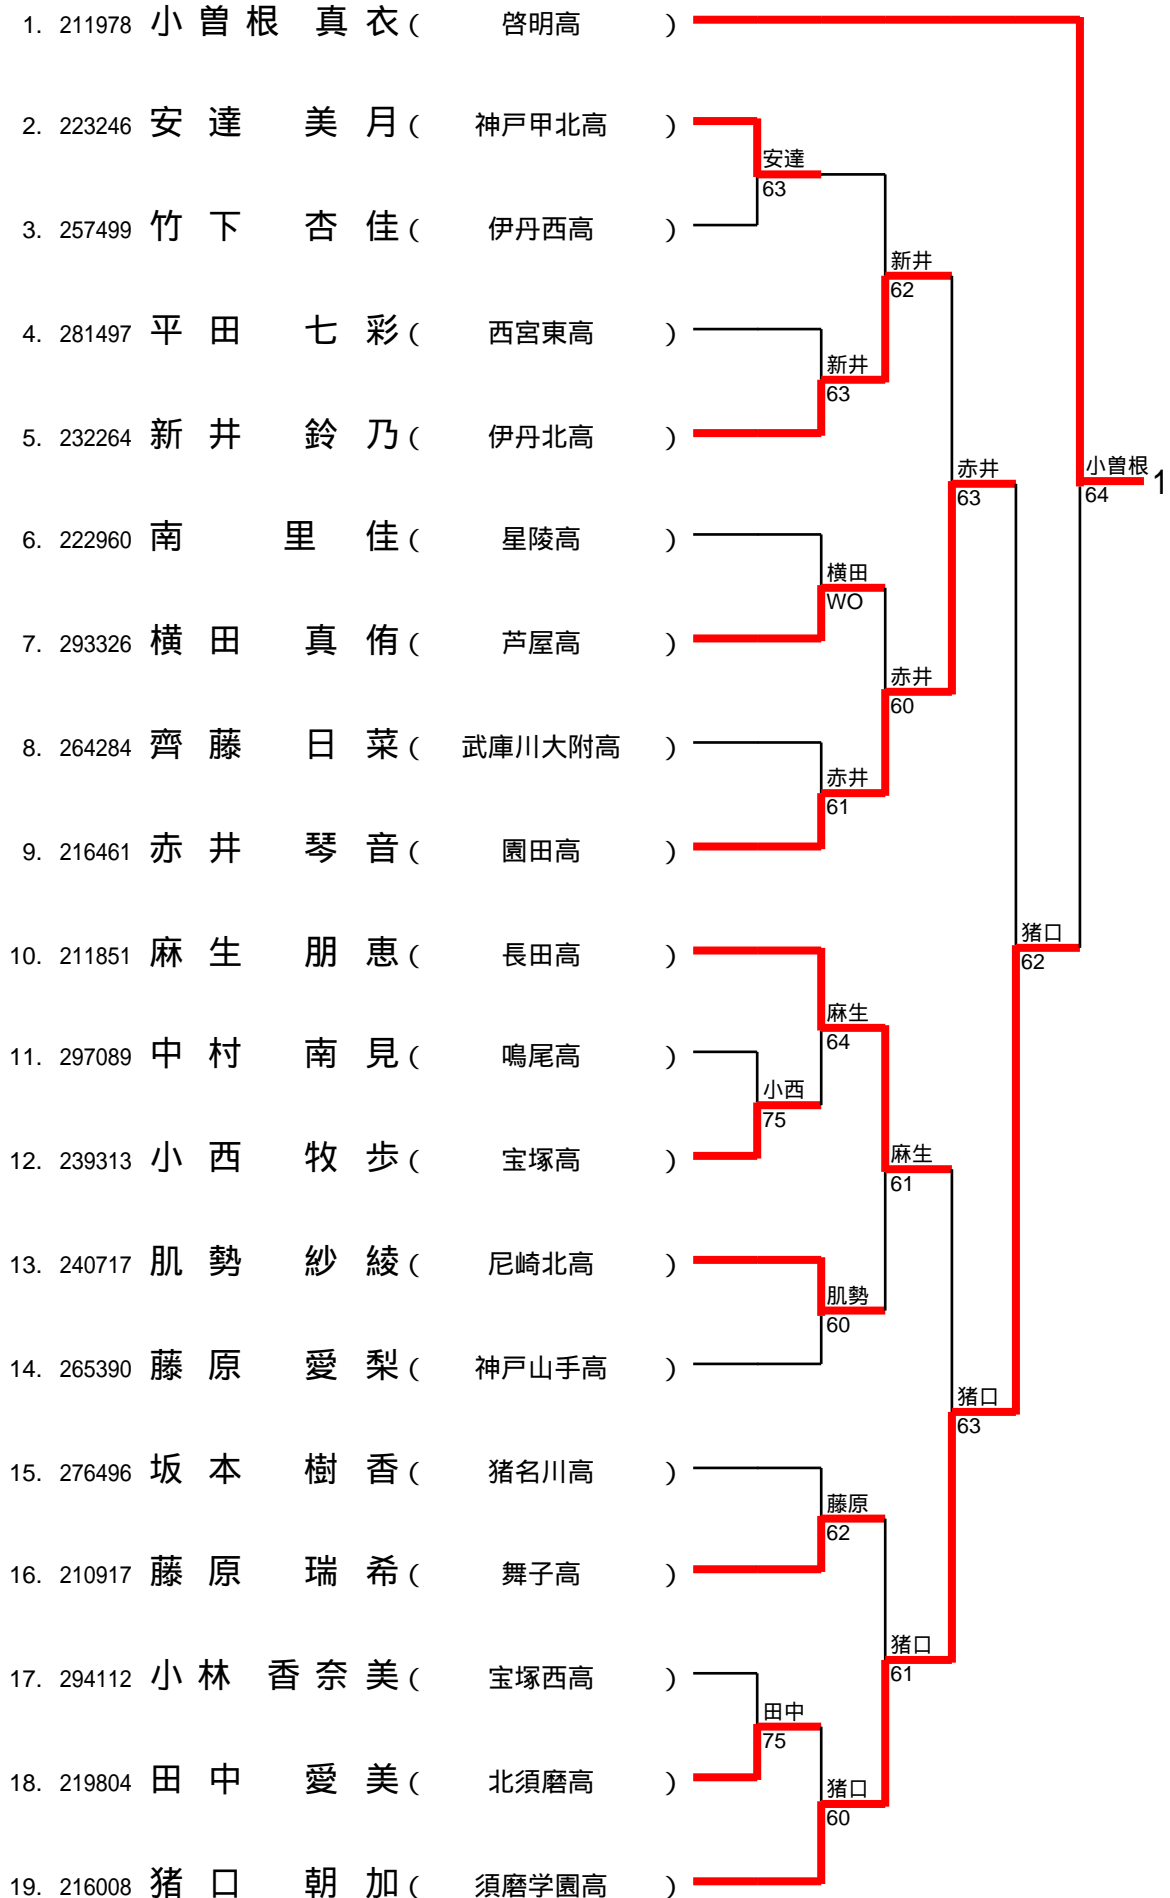 1. 211978 小曽根 真衣 ( 啓明高 )
2. 223246 安達 美月 ( 神戸甲北高 )
安達
63
3. 257499 竹下 杏佳 ( 伊丹西高 )
新井
62
4. 281497 平田 七彩 ( 西宮東高 )
新井
63
5. 232264 新井 鈴乃 ( 伊丹北高 )
赤井
63
小曽根
64
1
6. 222960 南 里佳 ( 星陵高 )
横田
WO
7. 293326 横田 真侑 ( 芦屋高 )
赤井
60
8. 264284 齊藤 日菜 ( 武庫川大附高 )
赤井
61
9. 216461 赤井 琴音 ( 園田高 )
10. 211851 麻生 朋恵 ( 長田高 )
猪口
62
麻生
64
11. 297089 中村 南見 ( 鳴尾高 )
小西
75
12. 239313 小西 牧歩 ( 宝塚高 )
麻生
61
13. 240717 肌勢 紗綾 ( 尼崎北高 )
肌勢
60
14. 265390 藤原 愛梨 ( 神戸山手高 )
猪口
63
15. 276496 坂本 樹香 ( 猪名川高 )
藤原
62
16. 210917 藤原 瑞希 ( 舞子高 )
猪口
61
17. 294112 小林 香奈美 ( 宝塚西高 )
田中
75
18. 219804 田中 愛美 ( 北須磨高 )
猪口
60
19. 216008 猪口 朝加 ( 須磨学園高 )